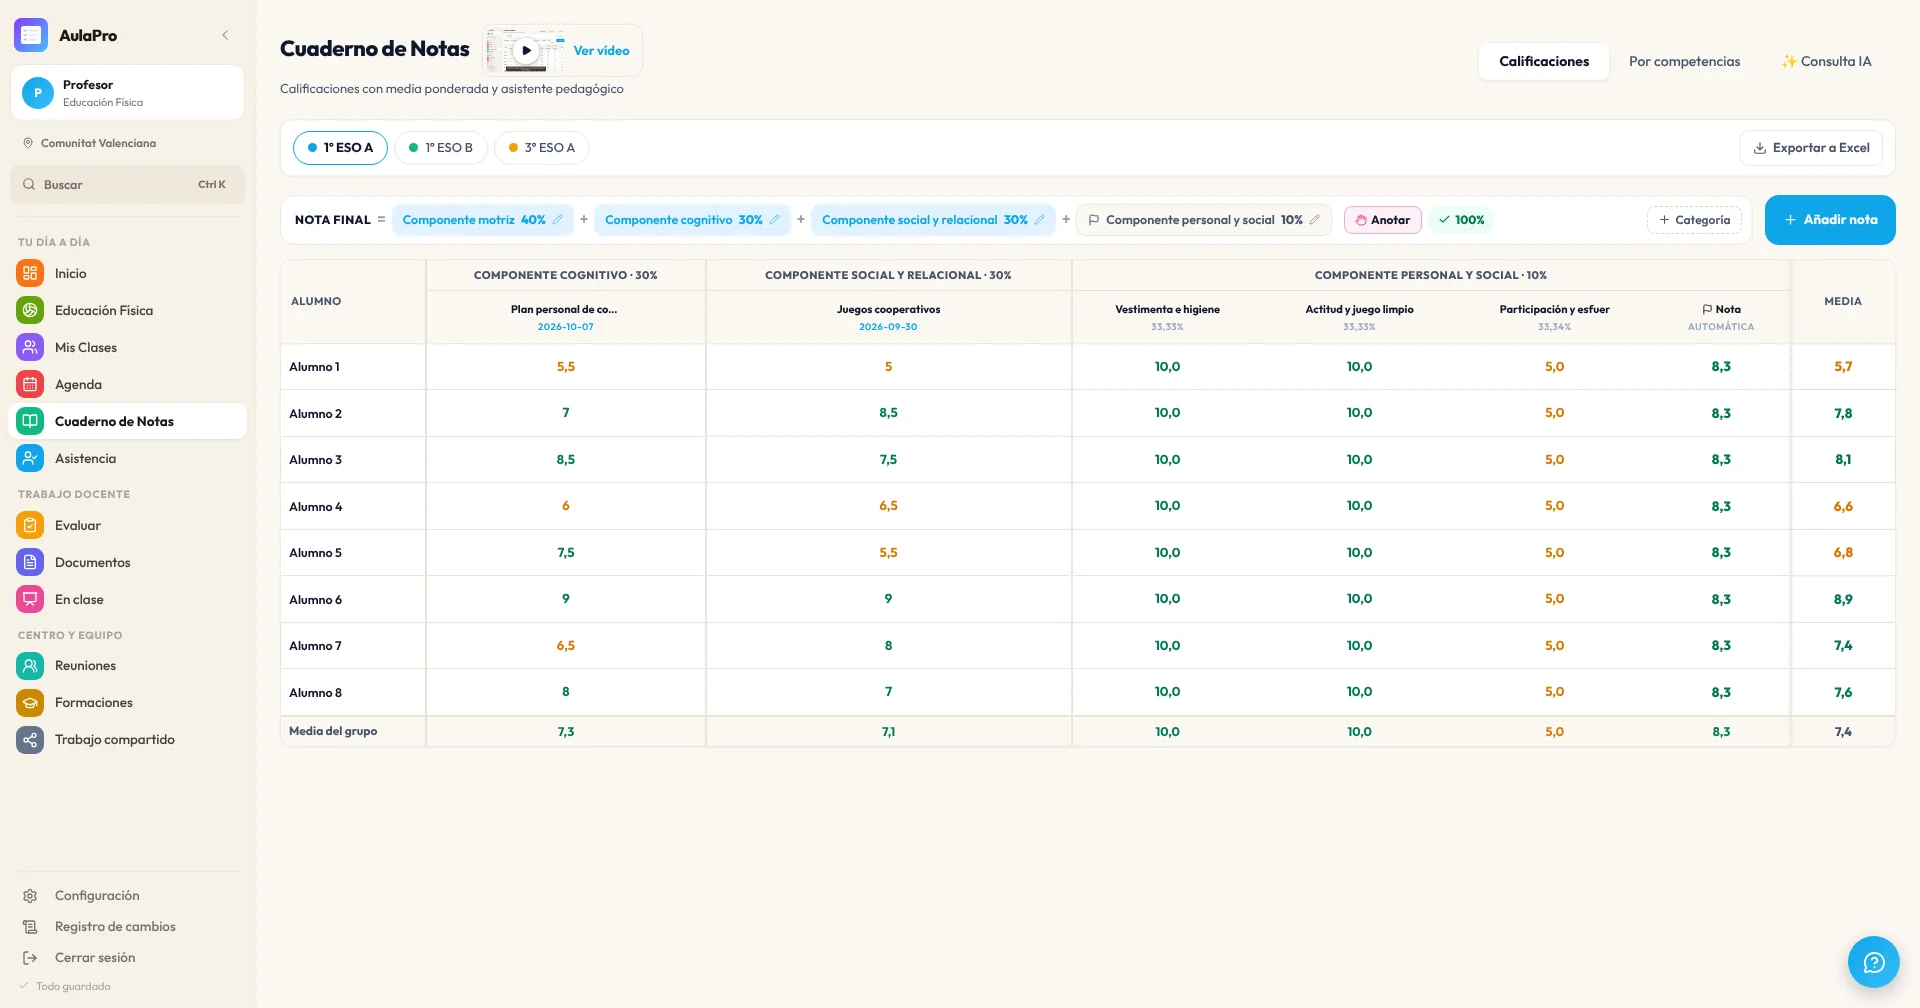 AulaPro
Profesor
P
Educación Física
Comunitat Valenciana
Buscar Ctrl K
TU DÍA A DÍA
Inicio
Educación Física
Mis Clases
Agenda
Cuaderno de Notas
Asistencia
TRABAJO DOCENTE
Evaluar
Documentos
En clase
CENTRO Y EQUIPO
Reuniones
Formaciones
Trabajo compartido
Configuración
Registro de cambios
Cerrar sesión
Todo guardado
Cuaderno de Notas Ver vídeo
Calificaciones con media ponderada y asistente pedagógico
Calificaciones Por competencias ✨ Consulta IA
1º ESO A 1º ESO B 3º ESO A Exportar a Excel
NOTA FINAL = Componente motriz 40% + Componente cognitivo 30% + Componente social y relacional 30% + Componente personal y social 10% Anotar 100% + Categoría + Añadir nota
COMPONENTE COGNITIVO · 30% COMPONENTE SOCIAL Y RELACIONAL · 30% COMPONENTE PERSONAL Y SOCIAL · 10%
ALUMNO MEDIA
Plan personal de co... Juegos cooperativos Vestimenta e higiene Actitud y juego limpio Participación y esfuer Nota
2026-10-07 2026-09-30 33,33% 33,33% 33,34% AUTOMÁTICA
Alumno 1 5,5 5 10,0 10,0 5,0 8,3 5,7
Alumno 2 7 8,5 10,0 10,0 5,0 8,3 7,8
Alumno 3 8,5 7,5 10,0 10,0 5,0 8,3 8,1
Alumno 4 6 6,5 10,0 10,0 5,0 8,3 6,6
Alumno 5 7,5 5,5 10,0 10,0 5,0 8,3 6,8
Alumno 6 9 9 10,0 10,0 5,0 8,3 8,9
Alumno 7 6,5 8 10,0 10,0 5,0 8,3 7,4
Alumno 8 8 7 10,0 10,0 5,0 8,3 7,6
Media del grupo 7,3 7,1 10,0 10,0 5,0 8,3 7,4